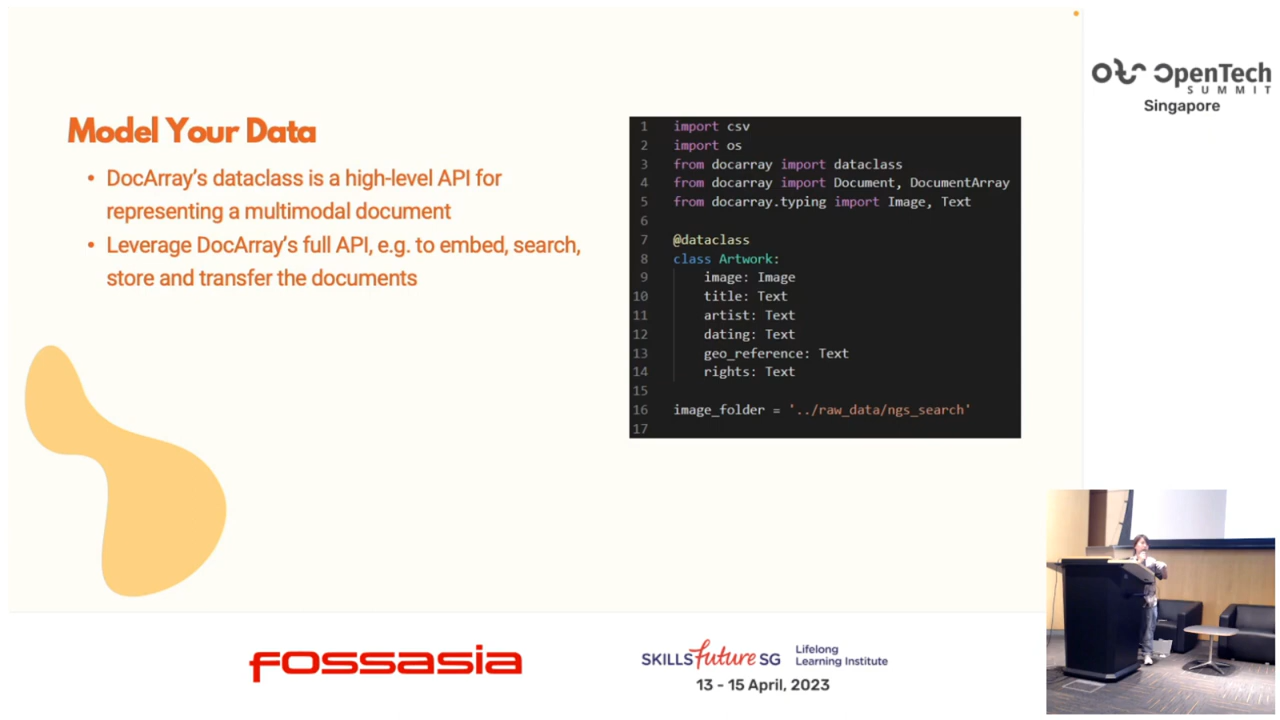 Model Your Data
• DocArray's dataclass is a high-level API for
representing a multimodal document
• Leverage DocArray's full API, e.g. to embed, search,
store and transfer the documents
1 import csv
2 import os
3 from docarray import dataclass
4 from docarray import Document, DocumentArray
5 from docarray.typing import Image, Text
6
7 @dataclass
8 class Artwork:
9 image: Image
10 title: Text
11 artist: Text
12 dating: Text
13 geo_reference: Text
14 rights: Text
15
16 image_folder = '../raw_data/ngs_search'
17
OpenTech
SUMMIT
Singapore
fossasia
SKILLSfuture SG
Lifelong
Learning Institute
13 - 15 April, 2023